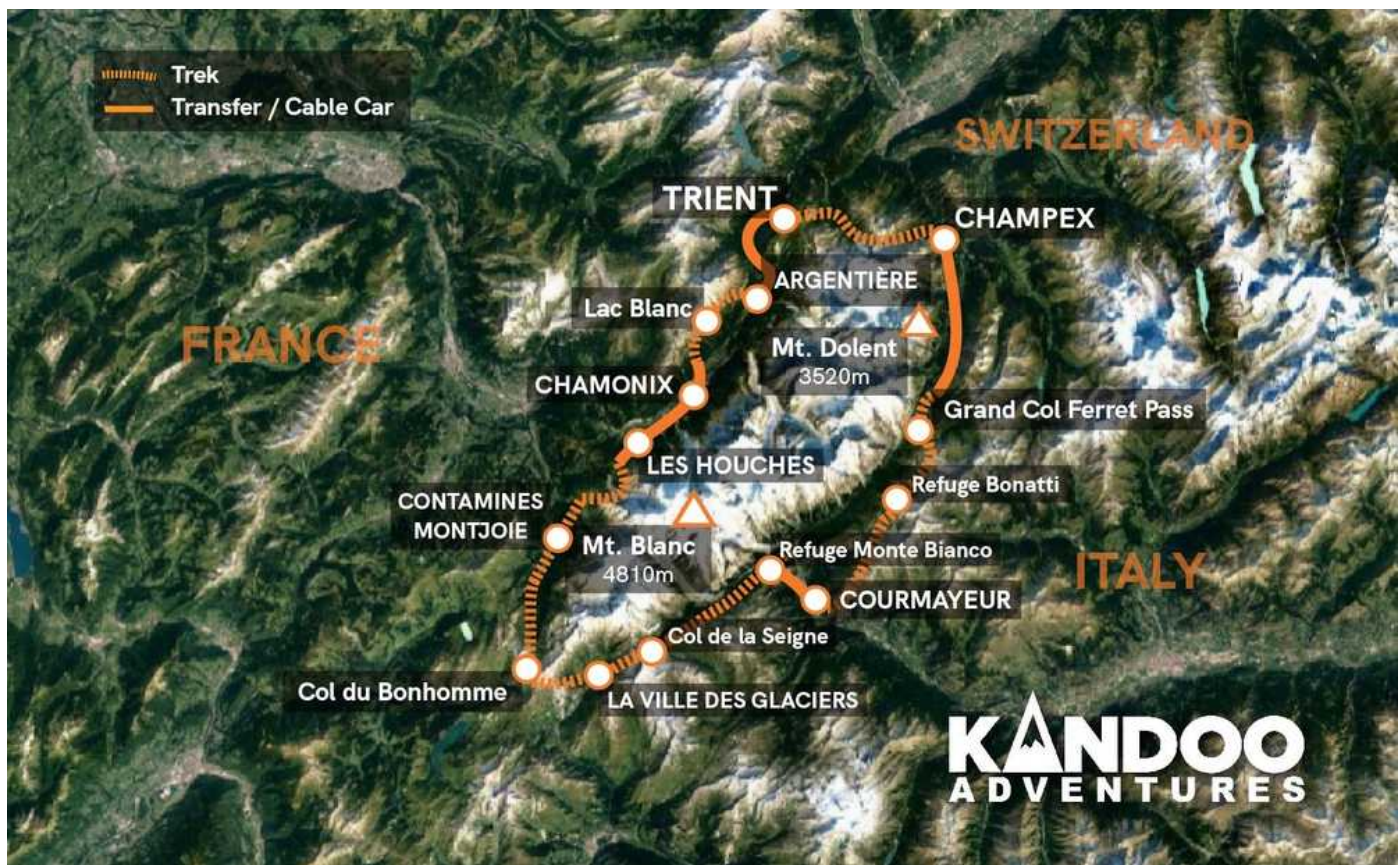 Trek
Transfer / Cable Car
SWITZERLAND
TRIENT
CHAMPEX
ARGENTIÈRE
Lac Blanc
FRANCE
Mt. Dolent
3520m
CHAMONIX
Grand Col Ferret Pass
LES HOUCHES
Refuge Bonatti
CONTAMINES
MONTJOIE
Mt. Blanc
4810m
Refuge Monte Bianco
ITALY
COURMAYEUR
Col de la Seigne
Col du Bonhomme
LA VILLE DES GLACIERS
KANDOO
ADVENTURES